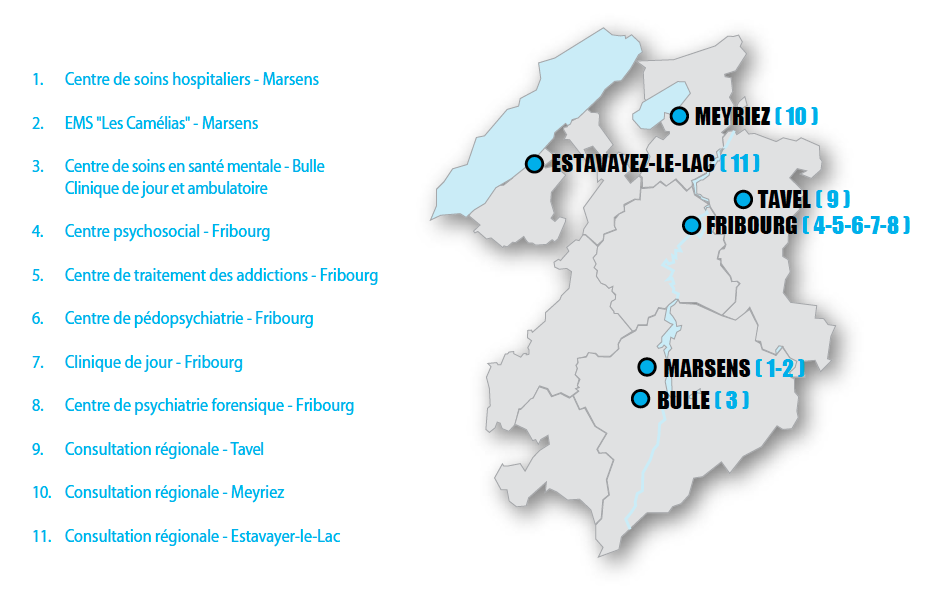 1. Centre de soins hospitaliers - Marsens
2. EMS "Les Camélias" - Marsens
3. Centre de soins en santé mentale - Bulle
Clinique de jour et ambulatoire
4. Centre psychosocial - Fribourg
5. Centre de traitement des addictions - Fribourg
6. Centre de pédopsychiatrie - Fribourg
7. Clinique de jour - Fribourg
8. Centre de psychiatrie forensique - Fribourg
9. Consultation régionale - Tavel
10. Consultation régionale - Meyriez
11. Consultation régionale - Estavayer-le-Lac
MEYRIEZ ( 10 )
ESTAVAYEZ-LE-LAC ( 11 )
TAVEL ( 9 )
FRIBOURG ( 4-5-6-7-8 )
MARSENS ( 1-2 )
BULLE ( 3 )